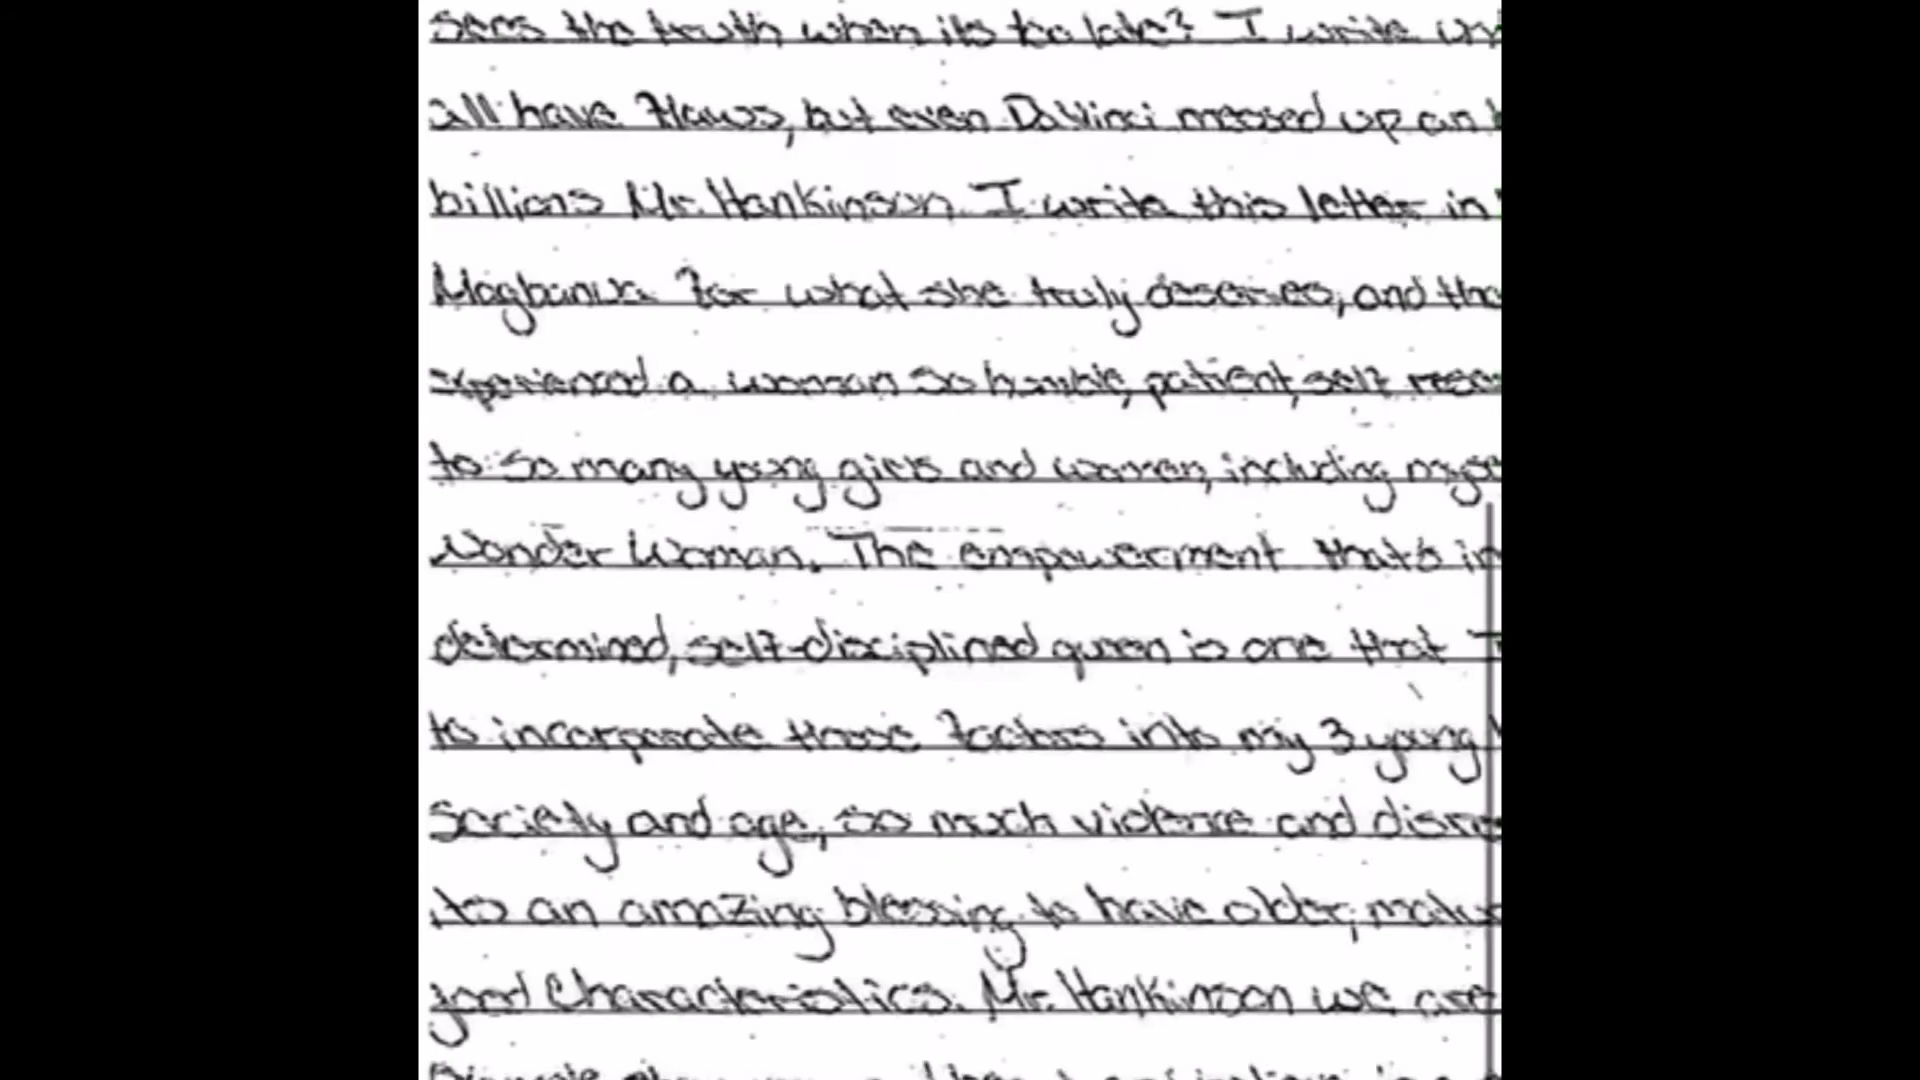 sees the truth when its too late? I write
all have flaws, but even DaVinci messed up an
billions Mr. Hankinson. I write this letter in
Magbanua for what she truly deserves, and
experienced a woman so humble, patient, self
to so many young girls and women, including
Wonder Woman. The empowerment that's in
determined, self-disciplined queen is one that I
to incorporate those factors into my 3 young
society and age, so much violence and
its an amazing blessing to have older,
good characteristics. Mr. Hankinson we are